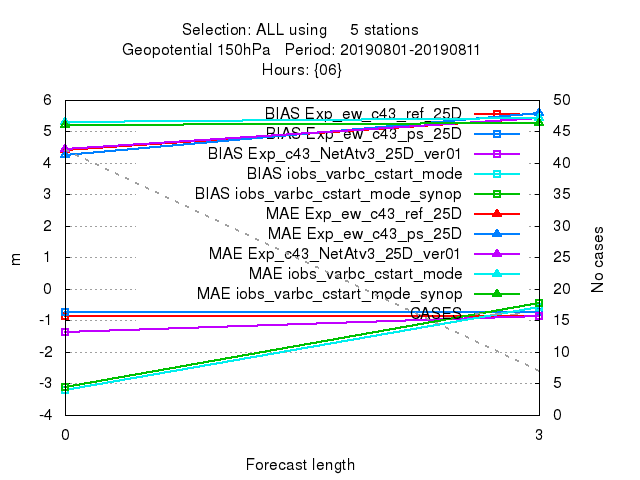 Selection: ALL using 5 stations
Geopotential 150hPa Period: 20190801-20190811
Hours: {06}
6 50
BIAS Exp_ew_c43_ref_25D
5 BIAS Exp_ew_c43_ps_25D 45
BIAS Exp_c43_NetAtv3_25D_ver01
4 40
BIAS iobs_varbc_cstart_mode
3 BIAS iobs_varbc_cstart_mode_synop 35
MAE Exp_ew_c43_ref_25D
2 30
MAE Exp_ew_c43_ps_25D
1 MAE Exp_c43_NetAtv3_25D_ver01 25
MAE iobs_varbc_cstart_mode
0 20
MAE iobs_varbc_cstart_mode_synop
CASES
-1 15
-2 10
-3 5
-4 0
m
No cases
0 3
Forecast length